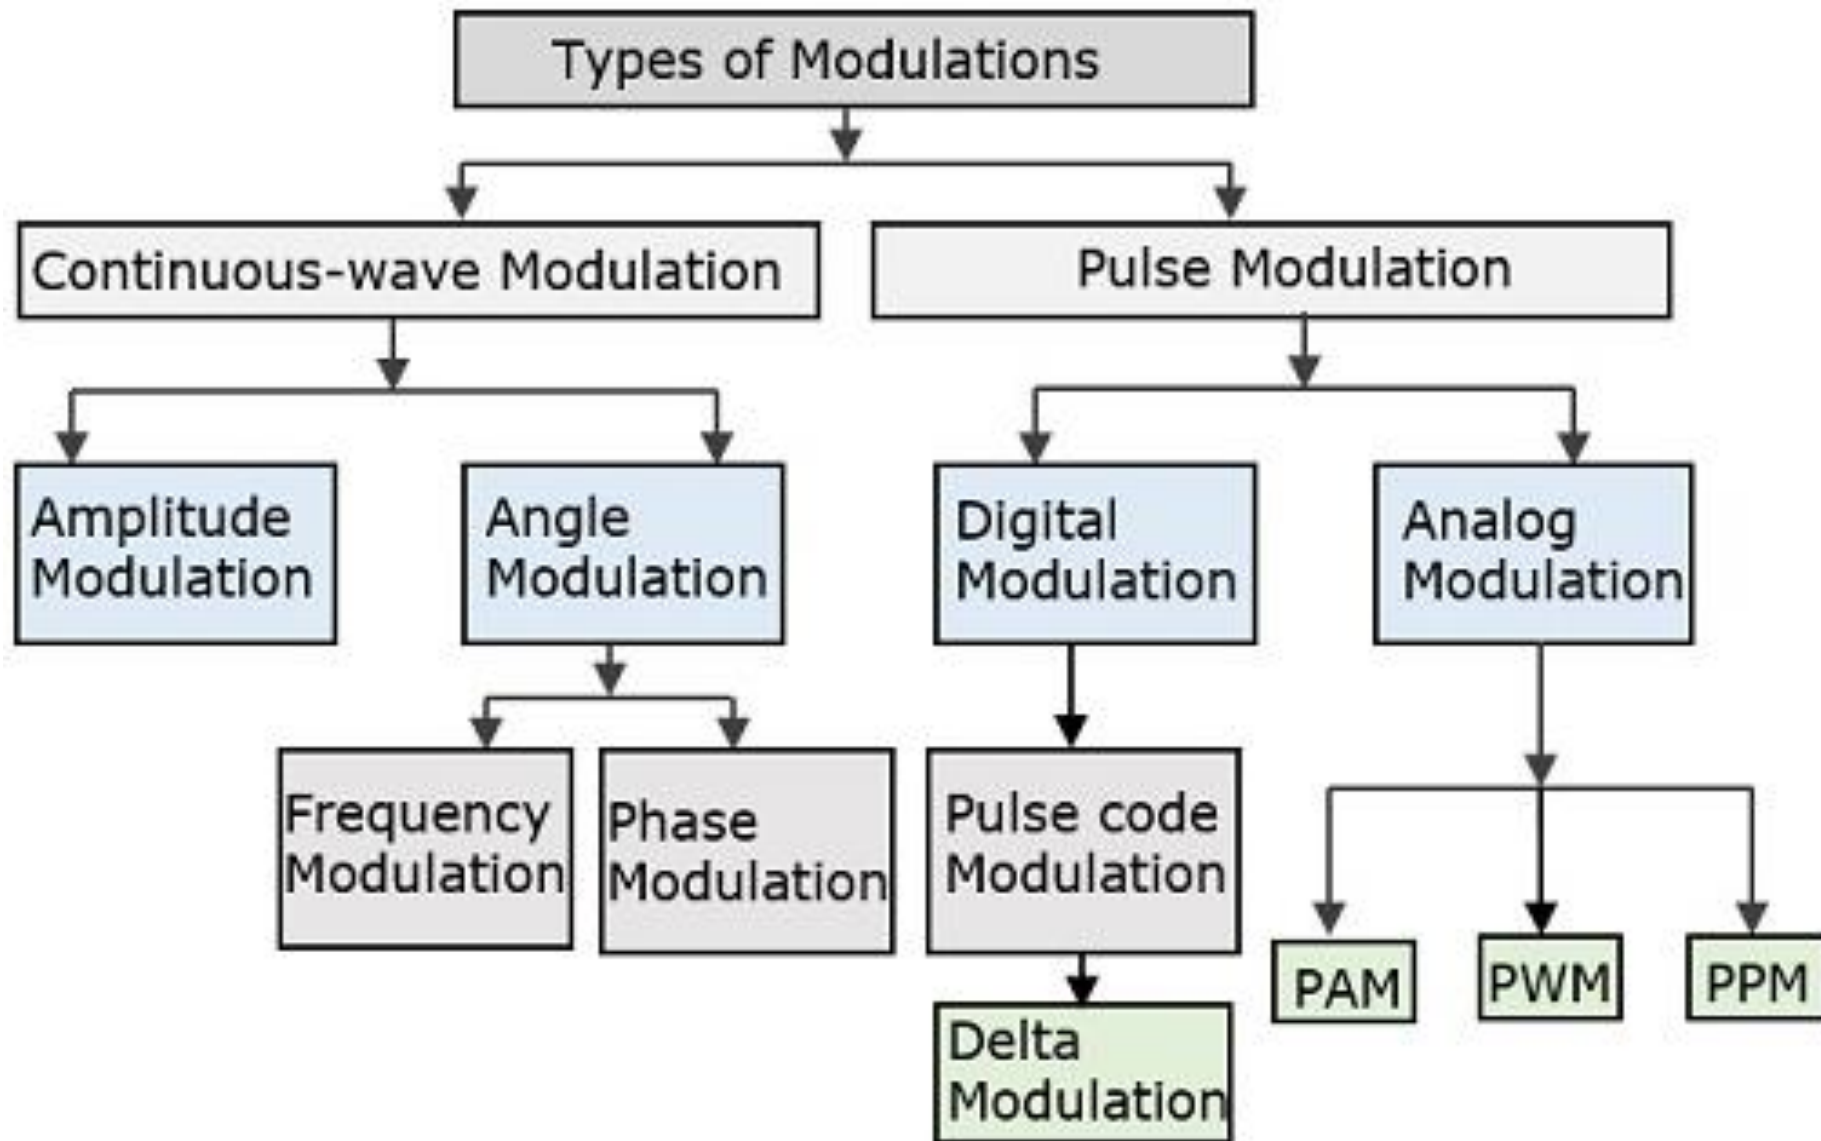 Types of Modulations
Continuous-wave Modulation
Pulse Modulation
Amplitude
Modulation
Angle
Modulation
Digital
Modulation
Analog
Modulation
Frequency
Modulation
Phase
Modulation
Pulse code
Modulation
PAM
PWM
PPM
Delta
Modulation